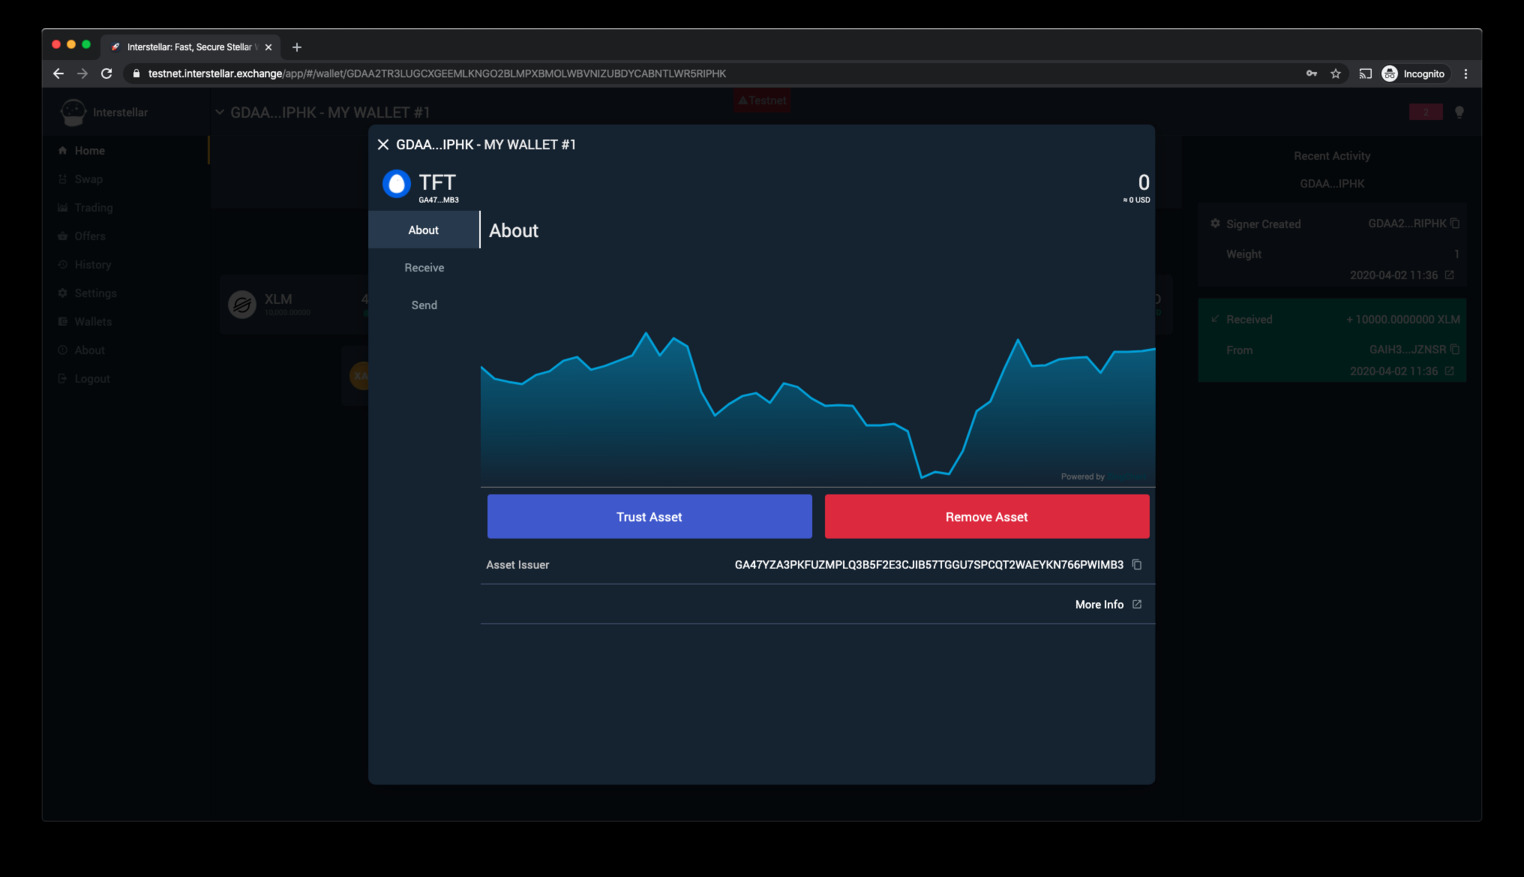 Interstellar: Fast, Secure Stellar
testnet.interstellar.exchange/app/#/wallet/GDAA2TR3LUGCXGEEMLKNGO2BLMPXBMOLWBVNIZUBDYCABNTLWR5RIPHK
Incognito
Interstellar
GDAA...IPHK - MY WALLET #1
Testnet
2
Home
Swap
Trading
Offers
History
Settings
Wallets
About
Logout
XLM
4
XA
GDAA...IPHK - MY WALLET #1
TFT
GA47...MB3
0
≈ 0 USD
About
Receive
Send
About
Powered by
Trust Asset
Remove Asset
Asset Issuer GA47YZA3PKFUZMPLQ3B5F2E3CJIB57TGGU7SPCQT2WAEYKN766PWIMB3
More Info
Recent Activity
GDAA...IPHK
Signer Created GDAA2...RIPHK
Weight 1
2020-04-02 11:36
Received + 10000.0000000 XLM
From GAIH3...JZNSR
2020-04-02 11:36